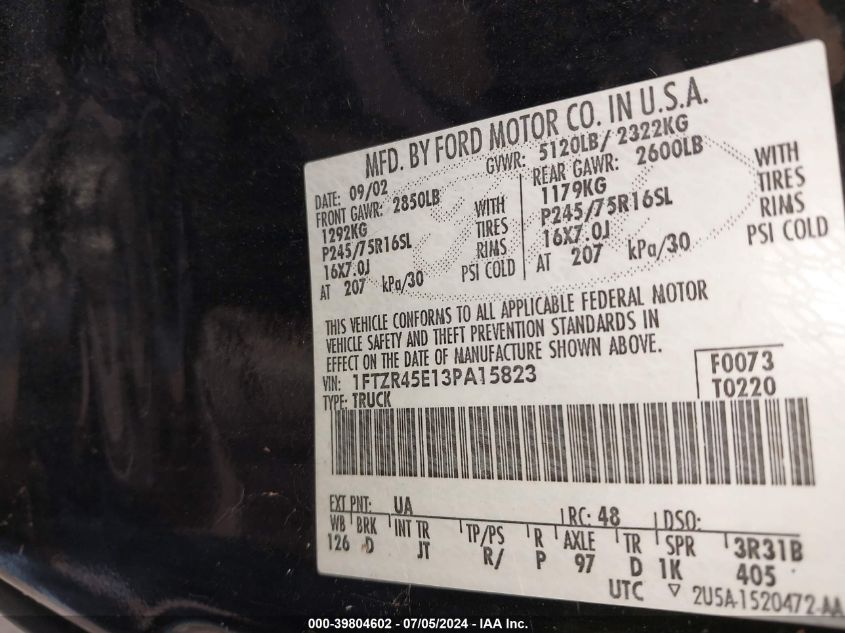 MFD. BY FORD MOTOR CO. IN U.S.A.
DATE: 09/02 GVWR: 5120LB/ 2322KG
FRONT GAWR: 2850LB REAR GAWR: 2600LB
1292KG WITH 1179KG WITH
P245/75R16SL TIRES P245/75R16SL TIRES
16X7.0J RIMS 16X7.0J RIMS
AT 207 kPa/30 PSI COLD AT 207 kPa/30 PSI COLD
THIS VEHICLE CONFORMS TO ALL APPLICABLE FEDERAL MOTOR
VEHICLE SAFETY AND THEFT PREVENTION STANDARDS IN
EFFECT ON THE DATE OF MANUFACTURE SHOWN ABOVE.
VIN: 1FTZR45E13PA15823 F0073
TYPE: TRUCK T0220
EXT PNT: UA RC: 48 DSO:
WB BRK INT TR TP/PS R AXLE TR SPR 3R31B
126 D JT R/ P 97 D 1K 405
UTC ▽ 2U5A-1520472-AA
000-39804602 - 07/05/2024 - IAA Inc.